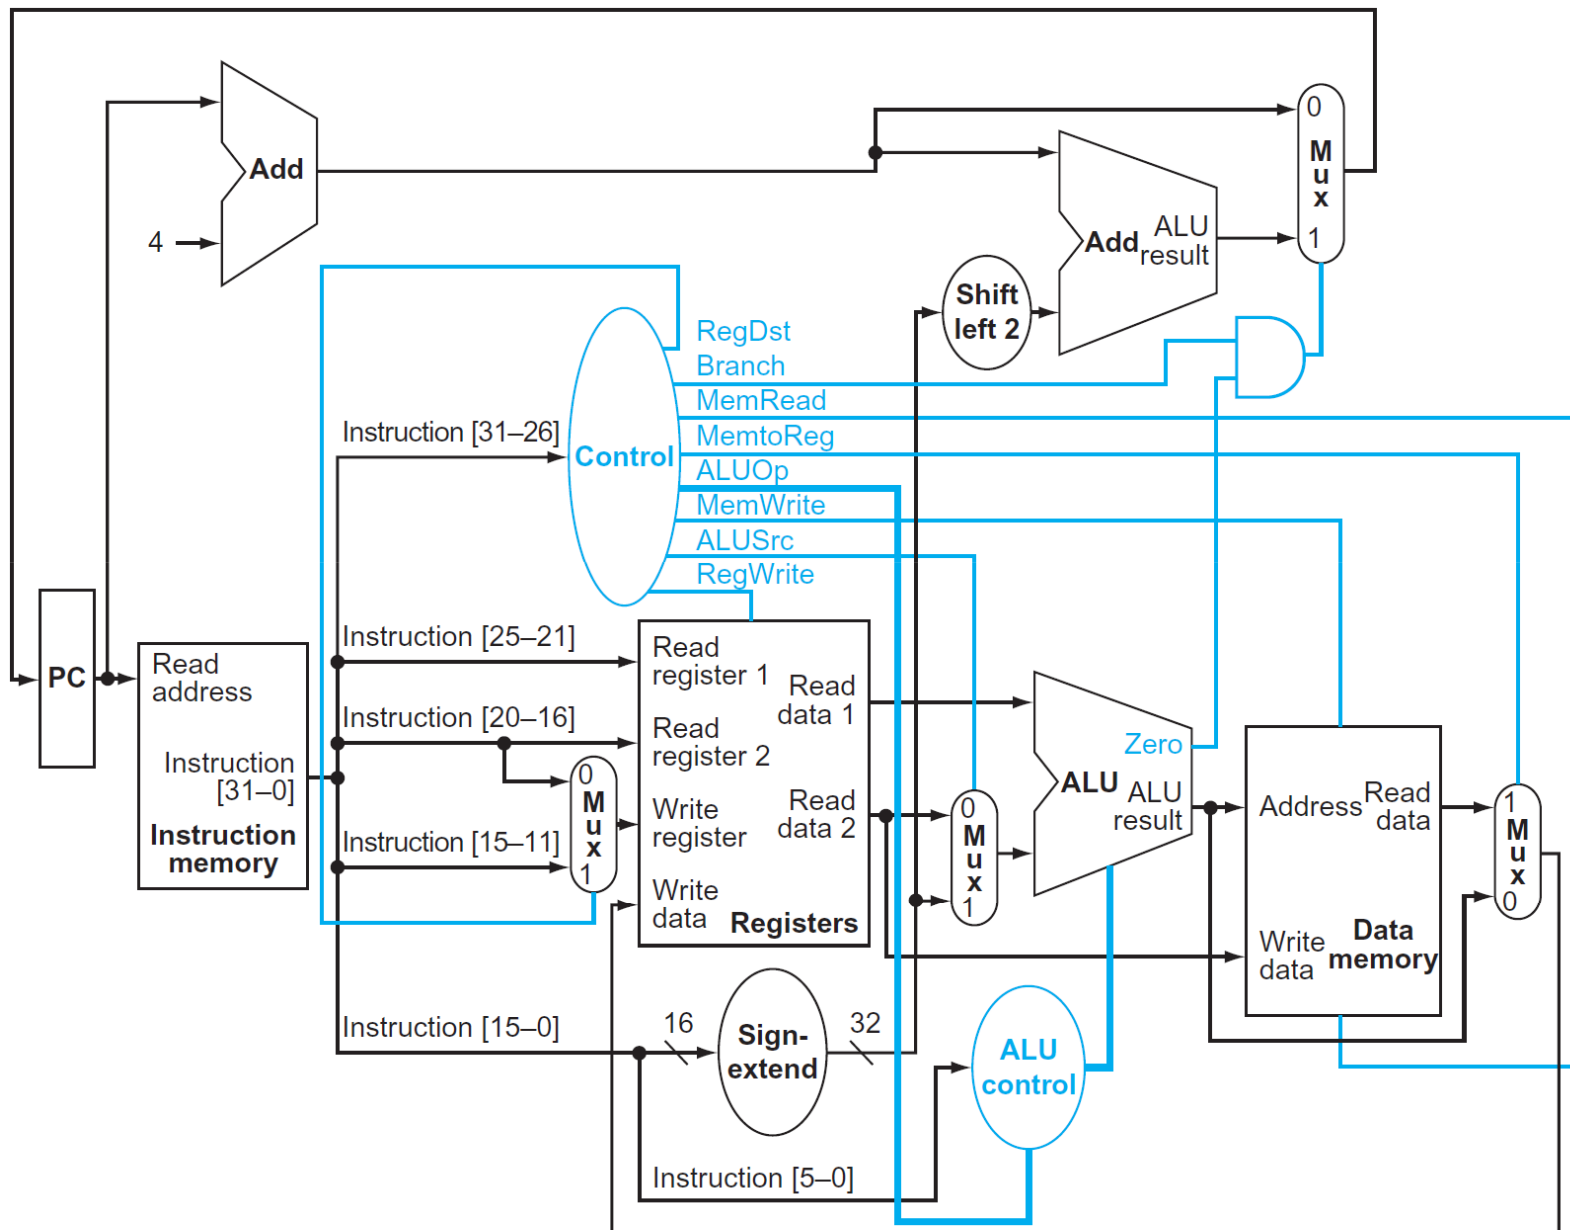 0
M
u
x
1
Add
ALU
Add result
4
Shift
left 2
RegDst
Branch
MemRead
MemtoReg
ALUOp
MemWrite
ALUSrc
RegWrite
Instruction [31–26]
Control
Instruction [25–21]
Instruction [20–16]
Instruction [15–11]
Instruction [15–0]
Instruction [5–0]
PC
Read
address
Instruction
[31–0]
Instruction
memory
0
M
u
x
1
Read
register 1
Read
register 2
Write
register
Write
data
Read
data 1
Read
data 2
Registers
0
M
u
x
1
Zero
ALU
ALU
result
Address
Read
data
Write
data
Data
memory
1
M
u
x
0
16
Sign-
extend
32
ALU
control